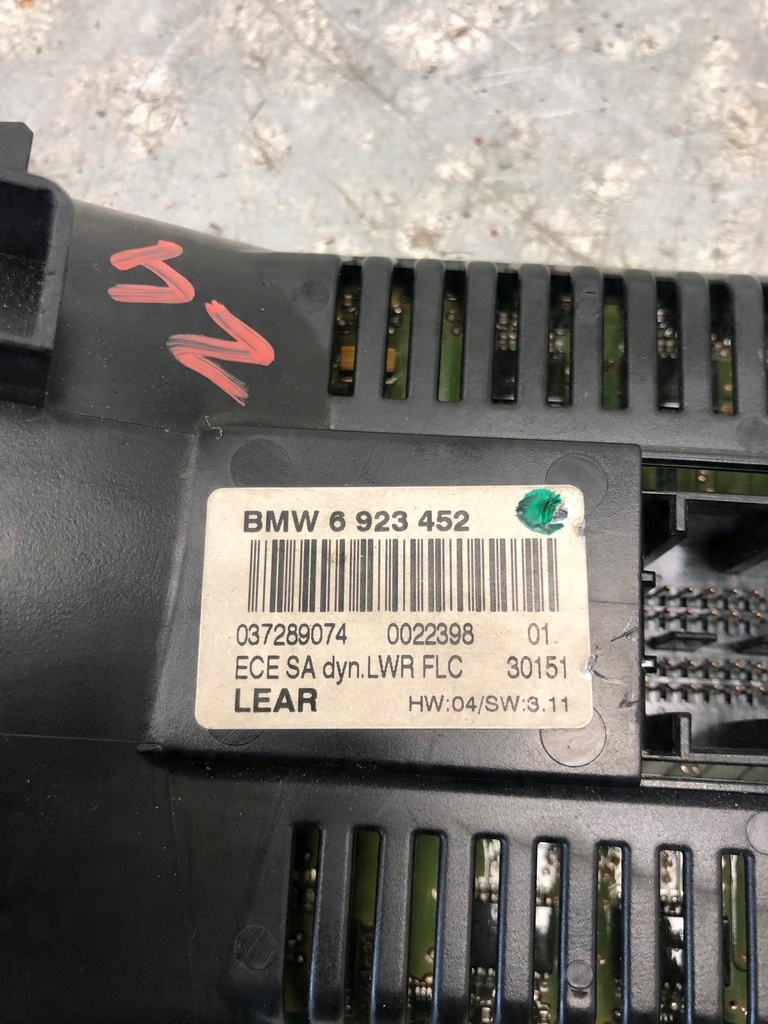 BMW 6 923 452
037289074 0022398 01.
ECE SA dyn.LWR FLC 30151
LEAR HW:04/SW:3.11